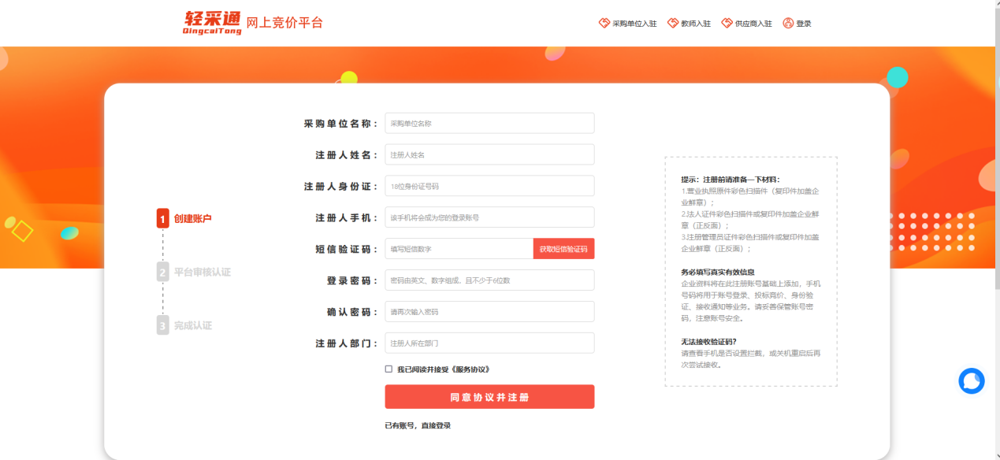 轻采通 网上竞价平台
QingcaiTong
采购单位入驻 教师入驻 供应商入驻 登录
采购单位名称： 采购单位名称
注册人姓名： 注册人姓名
注册人身份证： 18位身份证号码
注册人手机： 该手机将会成为您的登录账号
短信验证码： 填写短信数字 获取短信验证码
登录密码： 密码由英文、数字组成，且不少于6位数
确认密码： 请再次输入密码
注册人部门： 注册人所在部门
我已阅读并接受《服务协议》
同意协议并注册
已有账号，直接登录
1 创建账户
2 平台审核认证
3 完成认证
提示：注册前请准备一下材料：
1.营业执照原件彩色扫描件（复印件加盖企
业鲜章）；
2.法人证件彩色扫描件或复印件加盖企业鲜
章（正反面）；
3.注册管理员证件彩色扫描件或复印件加盖
企业鲜章（正反面）；
务必填写真实有效信息
企业资料将在此注册账号基础上添加，手机
号码将用于账号登录、投标竞价、身份验
证、接收通知等业务。请妥善保管账号密
码，注意账号安全。
无法接收验证码？
请查看手机是否设置拦截，或关机重启后再
次尝试接收。